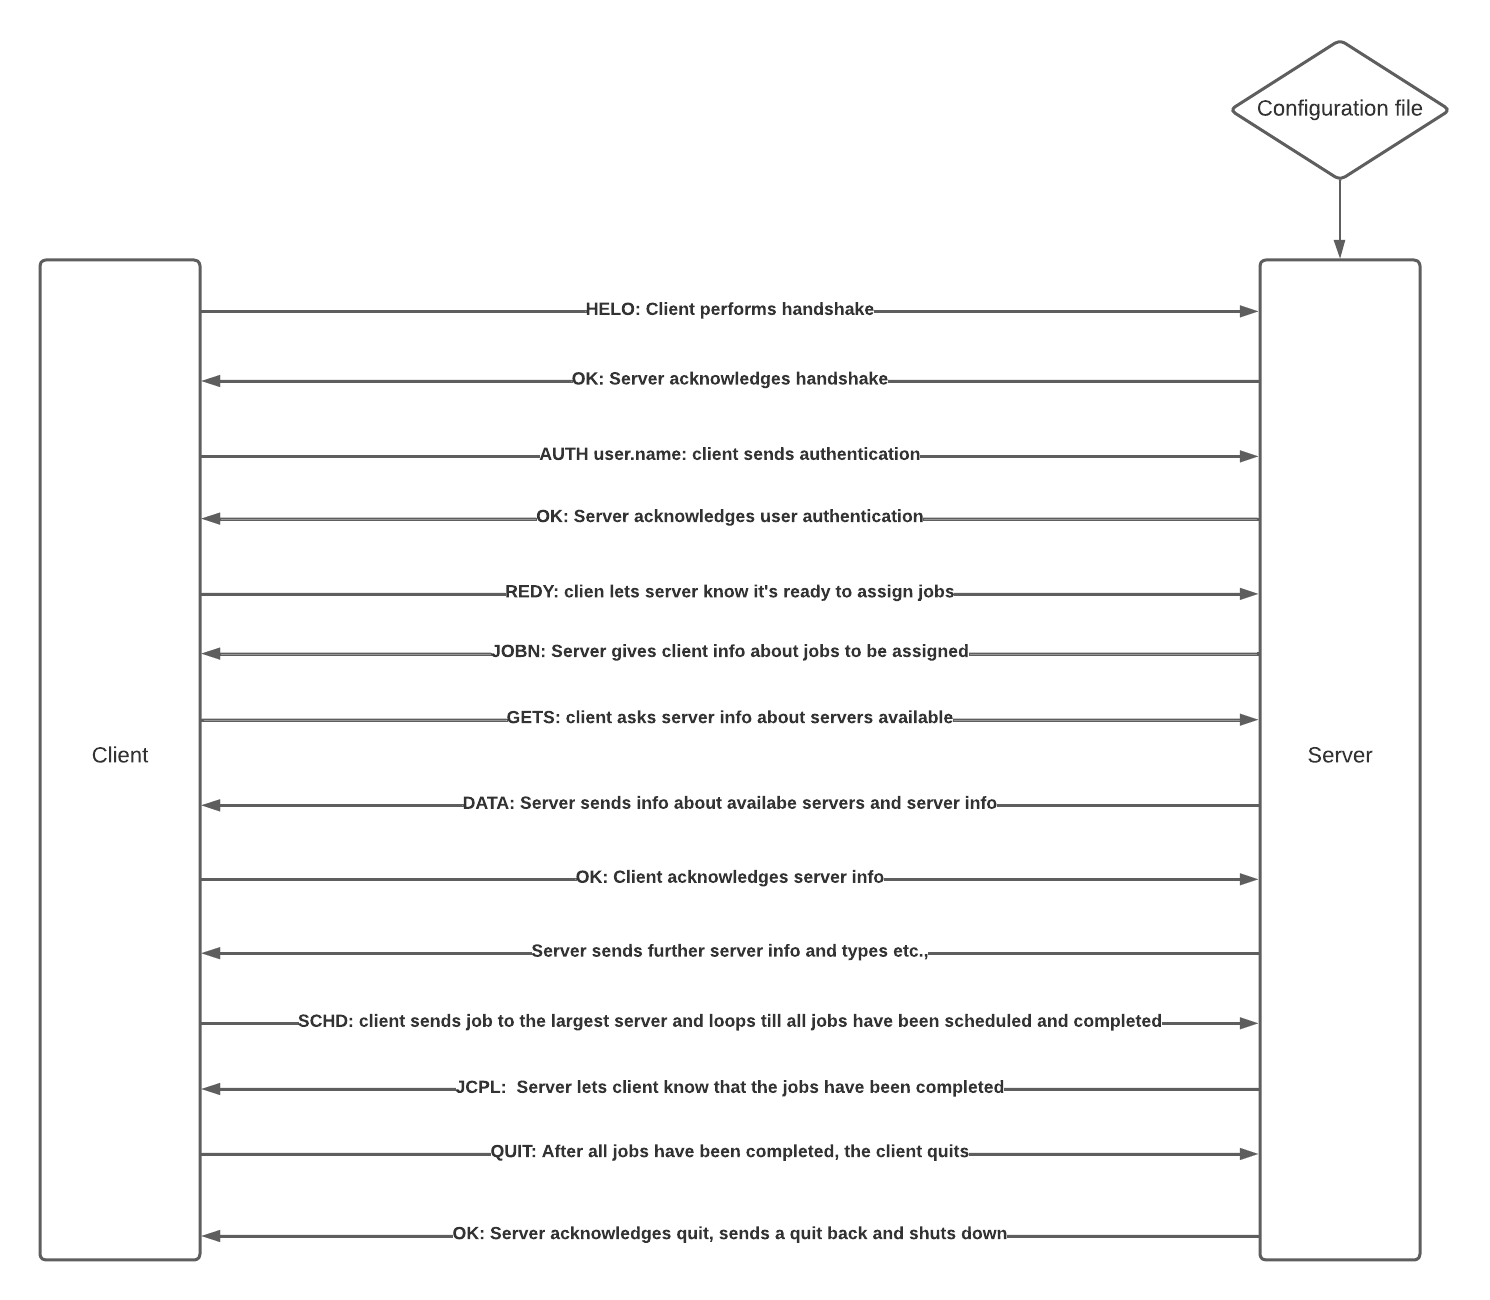 Configuration file
HELO: Client performs handshake
OK: Server acknowledges handshake
AUTH user.name: client sends authentication
OK: Server acknowledges user authentication
REDY: clien lets server know it's ready to assign jobs
JOBN: Server gives client info about jobs to be assigned
GETS: client asks server info about servers available
Client
Server
DATA: Server sends info about availabe servers and server info
OK: Client acknowledges server info
Server sends further server info and types etc.,
SCHD: client sends job to the largest server and loops till all jobs have been scheduled and completed
JCPL:  Server lets client know that the jobs have been completed
QUIT: After all jobs have been completed, the client quits
OK: Server acknowledges quit, sends a quit back and shuts down